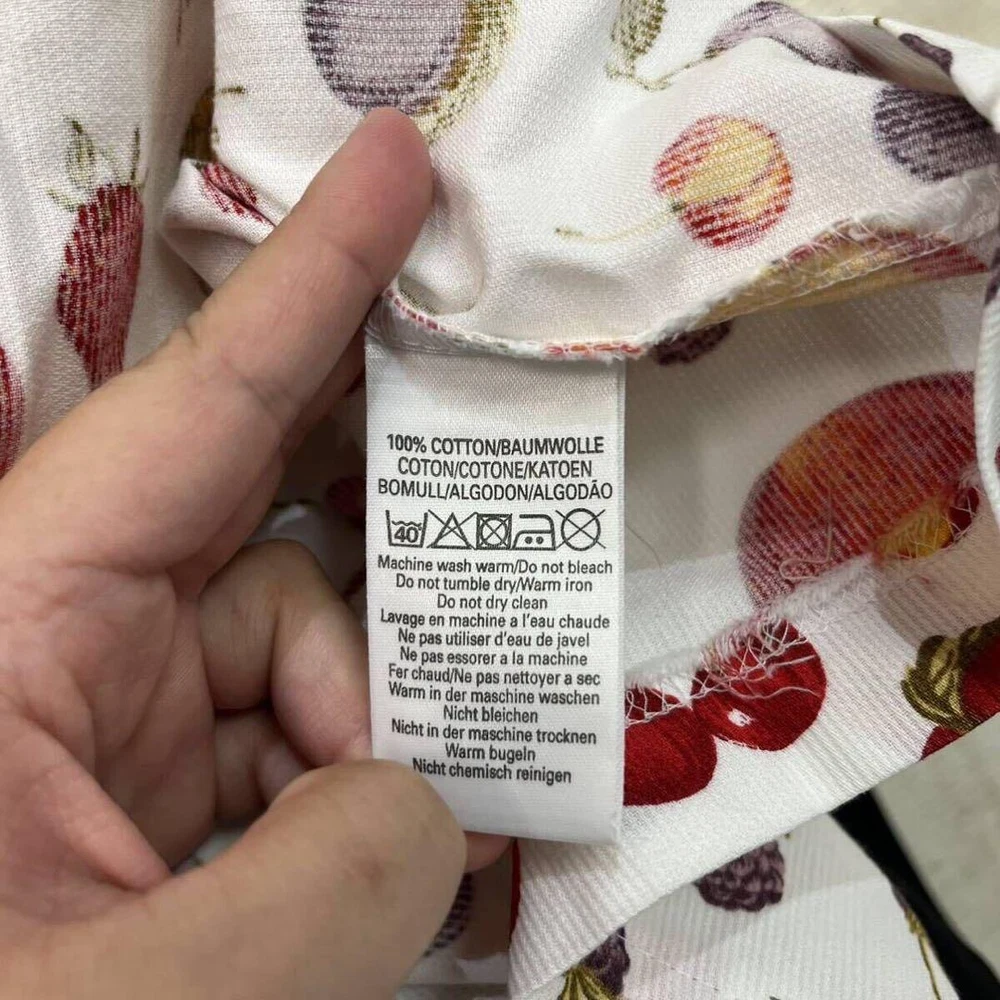 100% COTTON/BAUMWOLLE
COTON/COTONE/KATOEN
BOMULL/ALGODON/ALGODÃO
40
Machine wash warm/Do not bleach
Do not tumble dry/Warm iron
Do not dry clean
Lavage en machine a l'eau chaude
Ne pas utiliser d'eau de javel
Ne pas essorer a la machine
Fer chaud/Ne pas nettoyer a sec
Warm in der maschine waschen
Nicht bleichen
Nicht in der maschine trocknen
Warm bugeln
Nicht chemisch reinigen